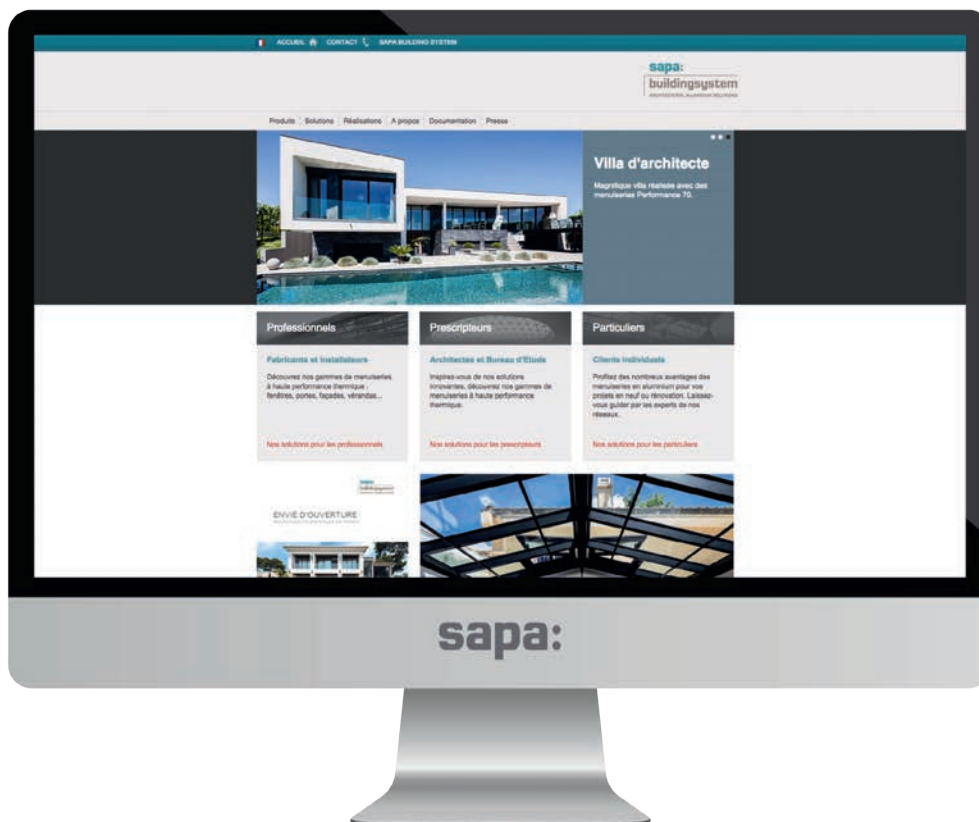 ACCUEIL CONTACT SAPA BUILDING SYSTEM
sapa:
buildingsystem
ARCHITECTURAL ALUMINIUM SOLUTIONS
Produits Solutions Réalisations A propos Documentation Presse
Villa d'architecte
Magnifique villa réalisée avec des
menuiseries Performance 70.
Professionnels
Fabricants et Installateurs
Découvrez nos gammes de menuiseries
à haute performance thermique :
fenêtres, portes, façades, vérandas...
Nos solutions pour les professionnels
Prescripteurs
Architectes et Bureau d'Etude
Inspirez-vous de nos solutions
innovantes, découvrez nos gammes de
menuiseries à haute performance
thermique.
Nos solutions pour les prescripteurs
Particuliers
Clients individuels
Profitez des nombreux avantages des
menuiseries en aluminium pour vos
projets en neuf ou rénovation. Laissez-
vous guider par les experts de nos
réseaux.
Nos solutions pour les particuliers
sapa:
buildingsystem
ENVIE D'OUVERTURE
sapa: